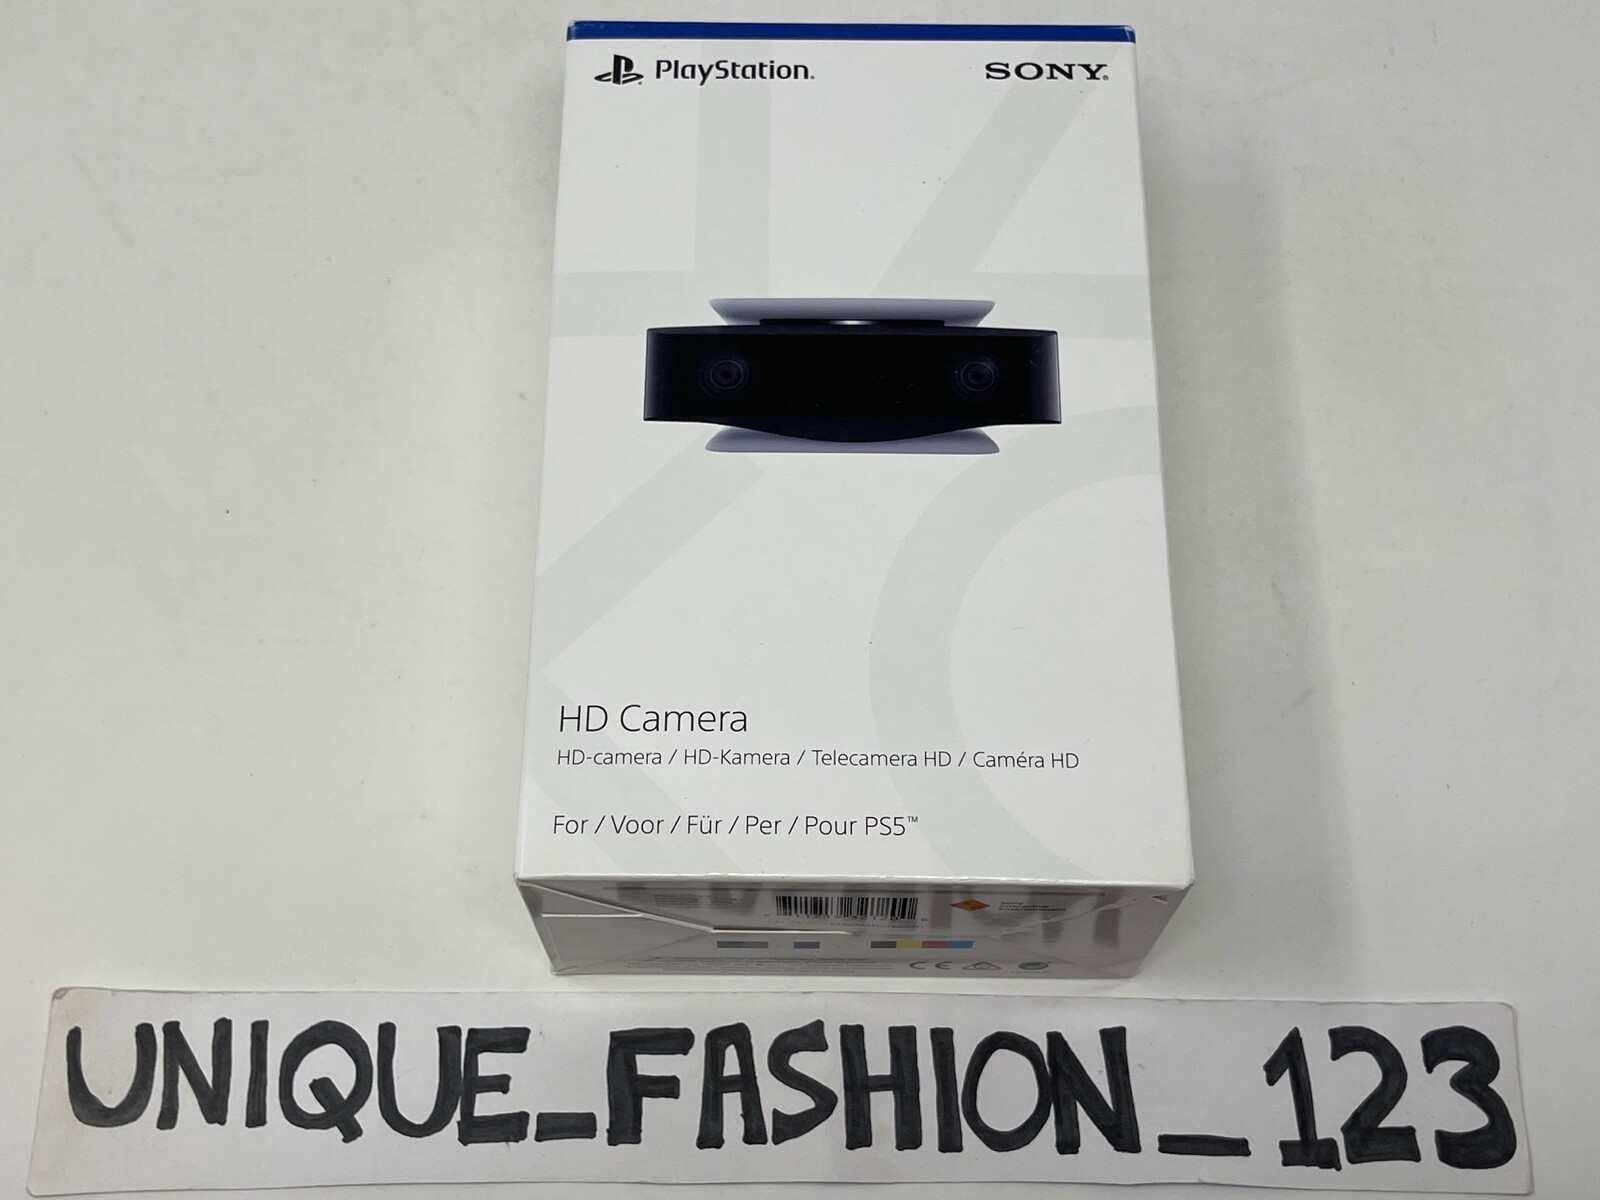 PlayStation.
SONY®
HD Camera
HD-camera / HD-Kamera / Telecamera HD / Caméra HD
For / Voor / Für / Per / Pour PS5™
CE
UNIQUE_FASHION_123